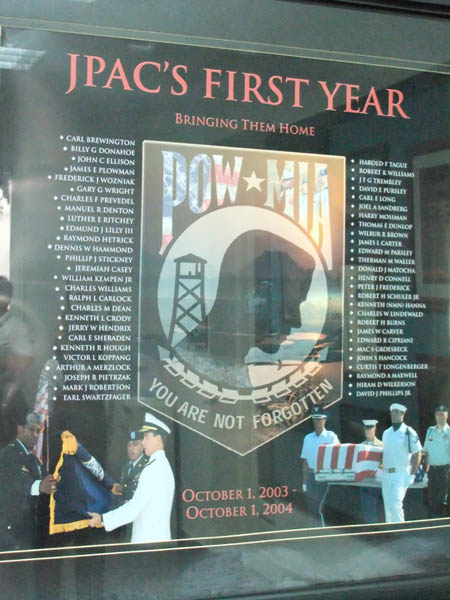 JPAC'S FIRST YEAR
BRINGING THEM HOME
CARL BREWINGTON
BILLY G DONAHOE
JOHN C ELLISON
JAMES E PLOWMAN
FREDERICK J WOZNIAK
GARY G WRIGHT
CHARLES F PREVEDEL
MANUEL R DENTON
LUTHER E RITCHEY
EDMUND J LILLY III
RAYMOND HETRICK
DENNIS W HAMMOND
PHILLIP J STICKNEY
JEREMIAH CASEY
WILLIAM KEMPEN JR
CHARLES WILLIAMS
RALPH L CARLOCK
CHARLES M DEAN
KENNETH L CRODY
JERRY W HENDRIX
CARL E SHERADEN
KENNETH R HOUGH
VICTOR L KOPPANG
ARTHUR A MERZLOCK
JOSEPH R PIETRZAK
MARK J ROBERTSON
EARL SWARTZFAGER
POW★MIA
YOU ARE NOT FORGOTTEN
HAROLD F TAGUE
ROBERT K WILLIAMS
J F G TREMBLEY
DAVID E PURSLEY
CARL E LONG
JOEL A SANDBERG
HARRY MOSSMAN
THOMAS E DUNLOP
WILBUR R BROWN
JAMES L CARTER
EDWARD M PARSLEY
THERMAN M WALLER
DONALD J MATOCHA
HENRY D CONNELL
PETER J FREDERICK
ROBERT H SCHULER JR
KENNETH (NMN) HANNA
CHARLES W LINDEWALD
ROBERT H BURNS
JAMES W CARVER
EDWARD R CIPRIANI
MAC S GROESBECK
JOHN S HANCOCK
CURTIS T LONGENBERGER
RAYMOND A MAXWELL
HIRAM D WILKERSON
DAVID J PHILLIPS JR
OCTOBER 1, 2003 -
OCTOBER 1, 2004